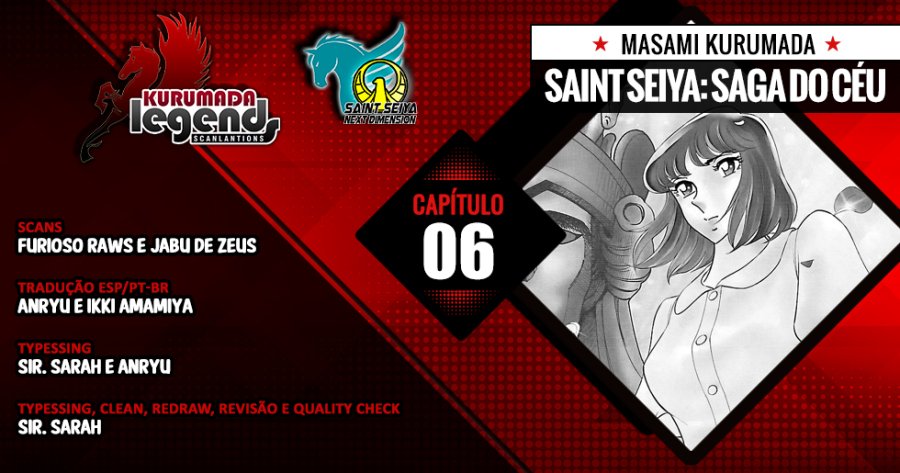 KURUMADA
legends
SCANLANTIONS
SAINT SEIYA
NEXT DIMENSION
★ MASAMI KURUMADA ★
SAINT SEIYA: SAGA DO CÉU
CAPÍTULO
06
SCANS
FURIOSO RAWS E JABU DE ZEUS
TRADUÇÃO ESP/PT-BR
ANRYU E IKKI AMAMIYA
TYPESSING
SIR. SARAH E ANRYU
TYPESSING, CLEAN, REDRAW, REVISÃO E QUALITY CHECK
SIR. SARAH